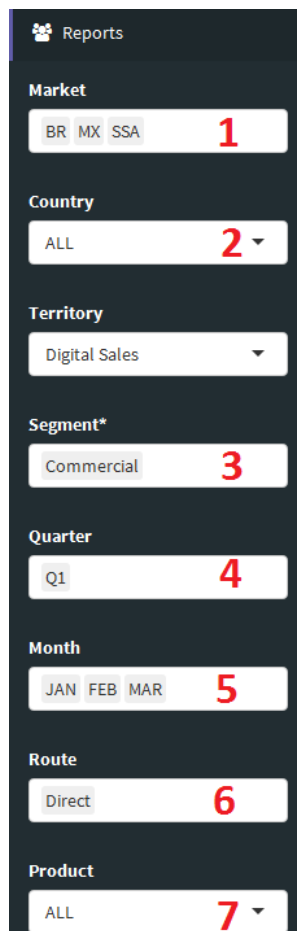 Reports
Market
BR MX SSA 1
Country
ALL 2
Territory
Digital Sales
Segment*
Commercial 3
Quarter
Q1 4
Month
JAN FEB MAR 5
Route
Direct 6
Product
ALL 7